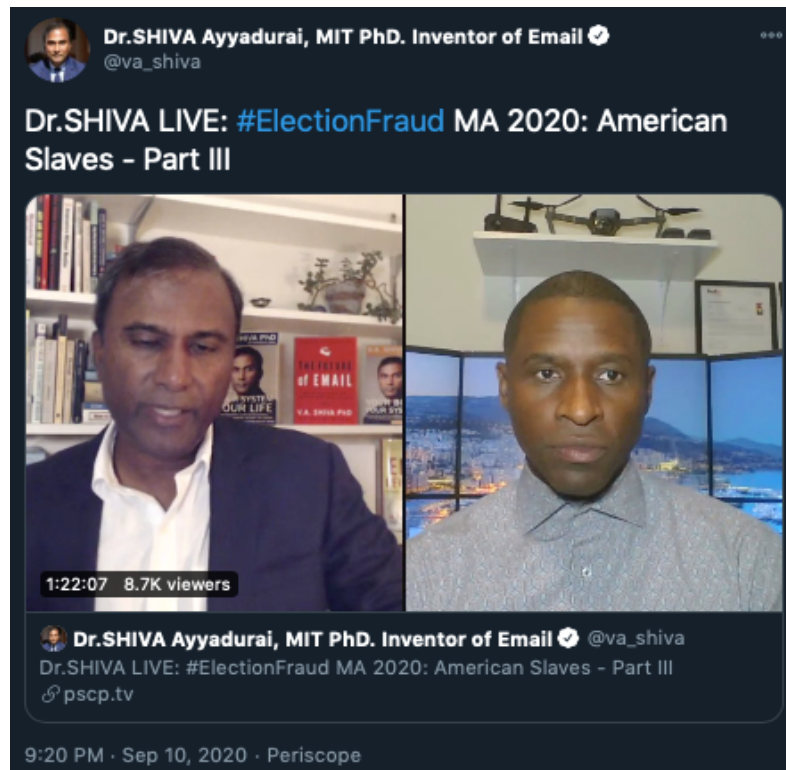 Dr.SHIVA Ayyadurai, MIT PhD. Inventor of Email
@va_shiva
Dr.SHIVA LIVE: #ElectionFraud MA 2020: American
Slaves - Part III
THE FUTURE
of EMAIL
V.A. SHIVA PhD
SYSTE
OUR LIFE
1:22:07 8.7K viewers
Dr.SHIVA Ayyadurai, MIT PhD. Inventor of Email @va_shiva
Dr.SHIVA LIVE: #ElectionFraud MA 2020: American Slaves - Part III
pscp.tv
9:20 PM · Sep 10, 2020 · Periscope